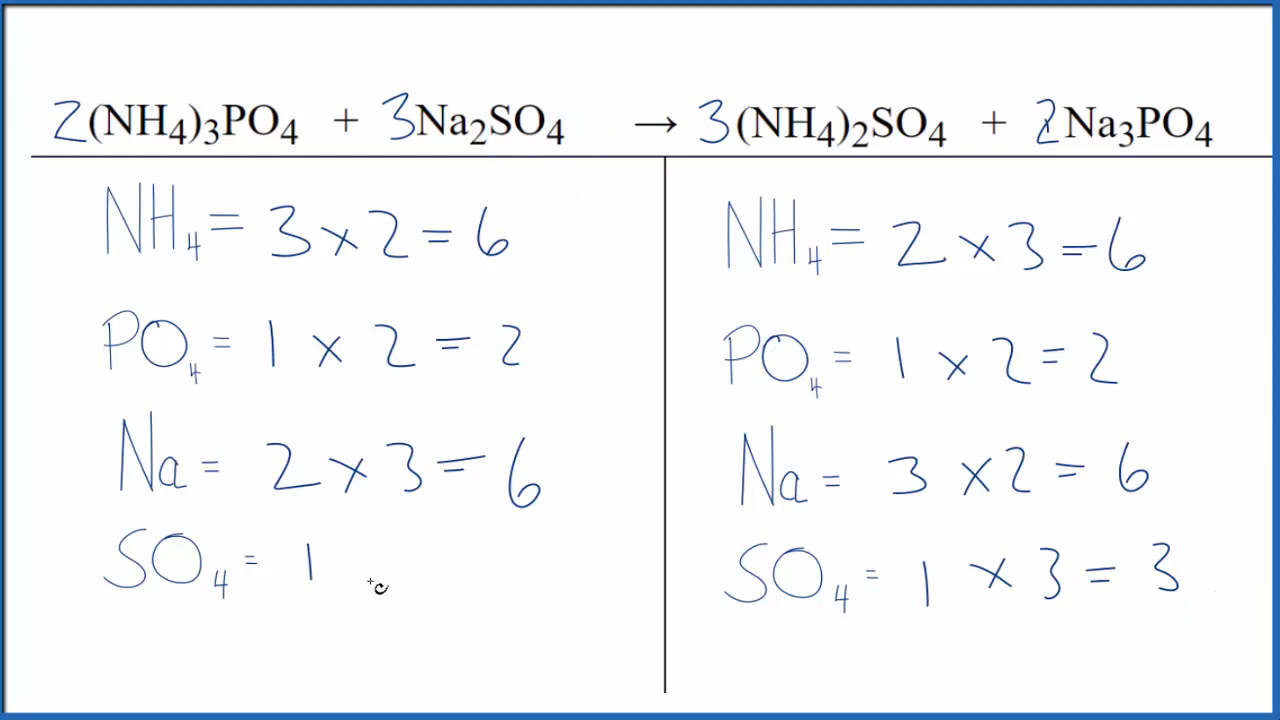 2(NH4)3PO4 + 3Na2SO4 → 3(NH4)2SO4 + 2Na3PO4
NH4 = 3 x 2 = 6
PO4 = 1 x 2 = 2
Na = 2 x 3 = 6
SO4 = 1
NH4 = 2 x 3 = 6
PO4 = 1 x 2 = 2
Na = 3 x 2 = 6
SO4 = 1 x 3 = 3